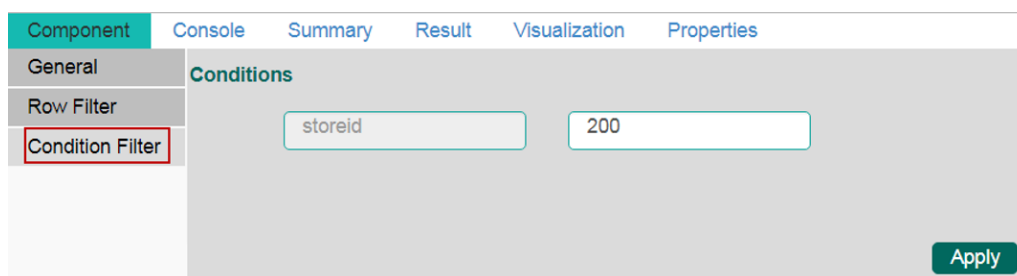 Component Console Summary Result Visualization Properties
General
Conditions
Row Filter
storeid 200
Condition Filter
Apply